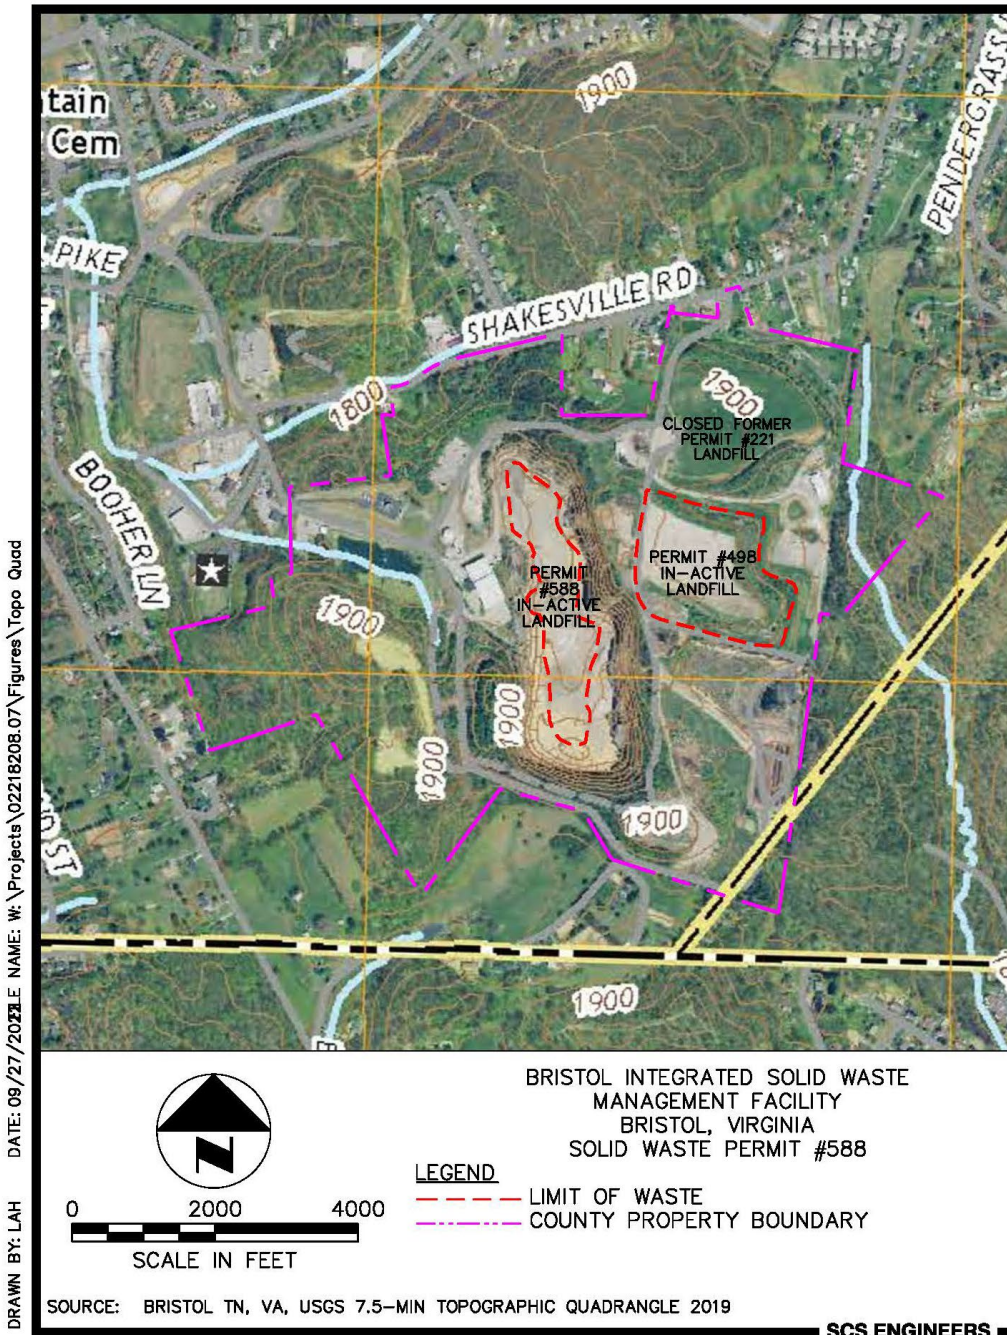 tain
Cem
1900
PENDERGRASS
PIKE
SHAKESVILLE RD
1800
1900
CLOSED FORMER
PERMIT #221
LANDFILL
BOOHER LN
PERMIT
#588
IN-ACTIVE
LANDFILL
PERMIT #498
IN-ACTIVE
LANDFILL
1900
1900
1900
1900
ST
1900
BRISTOL INTEGRATED SOLID WASTE
MANAGEMENT FACILITY
BRISTOL, VIRGINIA
SOLID WASTE PERMIT #588
N
LEGEND
LIMIT OF WASTE
COUNTY PROPERTY BOUNDARY
0 2000 4000
SCALE IN FEET
SOURCE: BRISTOL TN, VA, USGS 7.5-MIN TOPOGRAPHIC QUADRANGLE 2019
SCS ENGINEERS
DRAWN BY: LAH DATE: 09/27/202 NAME: W:\Projects\02218208.07\Figures\Topo Quad